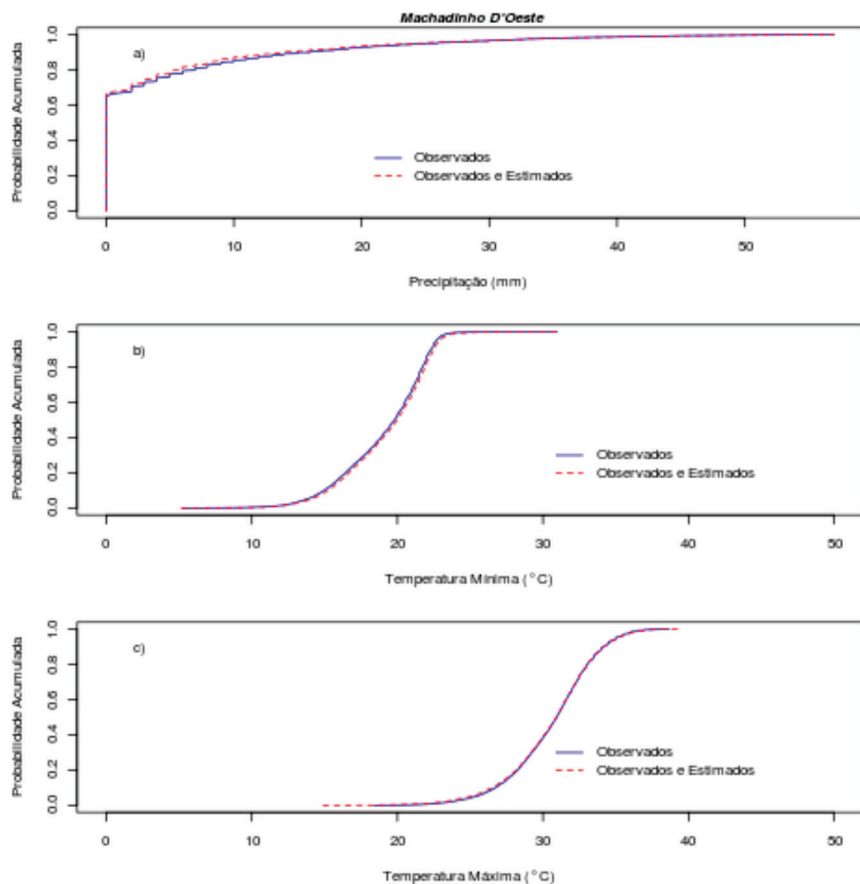 Machadinho D'Oeste
a)
Probabilidade Acumulada
1.0
0.8
0.6
0.4
0.2
0.0
Observados
Observados e Estimados
0 10 20 30 40 50
Precipitação (mm)
b)
Probabilidade Acumulada
1.0
0.8
0.6
0.4
0.2
0.0
Observados
Observados e Estimados
0 10 20 30 40 50
Temperatura Mínima (°C)
c)
Probabilidade Acumulada
1.0
0.8
0.6
0.4
0.2
0.0
Observados
Observados e Estimados
0 10 20 30 40 50
Temperatura Máxima (°C)